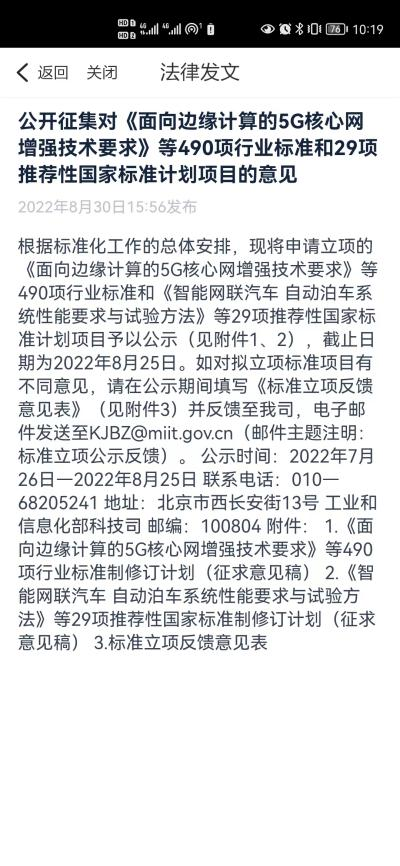 HD 1 HD 2 4G 4G 1 76 10:19
返回 关闭 法律发文
公开征集对《面向边缘计算的5G核心网
增强技术要求》等490项行业标准和29项
推荐性国家标准计划项目的意见
2022年8月30日15:56发布
根据标准化工作的总体安排，现将申请立项的
《面向边缘计算的5G核心网增强技术要求》等
490项行业标准和《智能网联汽车 自动泊车系
统性能要求与试验方法》等29项推荐性国家标
准计划项目予以公示（见附件1、2），截止日
期为2022年8月25日。如对拟立项标准项目有
不同意见，请在公示期间填写《标准立项反馈
意见表》（见附件3）并反馈至我司，电子邮
件发送至KJBZ@miit.gov.cn（邮件主题注明：
标准立项公示反馈）。 公示时间：2022年7月
26日—2022年8月25日 联系电话：010—
68205241 地址：北京市西长安街13号 工业和
信息化部科技司 邮编：100804 附件： 1.《面
向边缘计算的5G核心网增强技术要求》等490
项行业标准制修订计划（征求意见稿） 2.《智
能网联汽车 自动泊车系统性能要求与试验方
法》等29项推荐性国家标准制修订计划（征求
意见稿） 3.标准立项反馈意见表